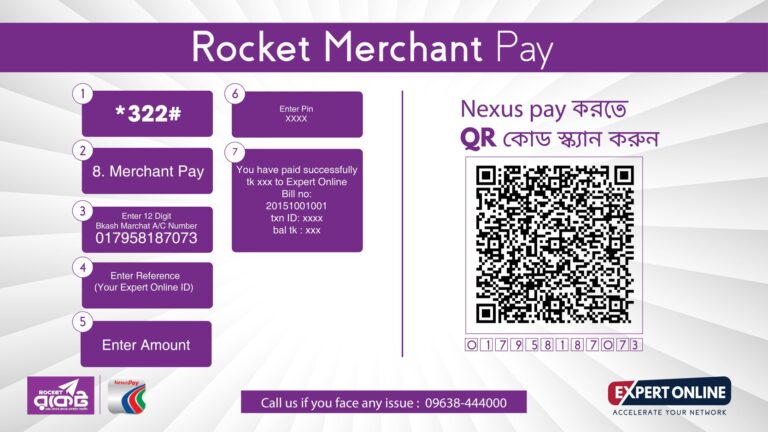 Rocket Merchant Pay
1
*322#
2
8. Merchant Pay
3
Enter 12 Digit
Bkash Marchat A/C Number
017958187073
4
Enter Reference
(Your Expert Online ID)
5
Enter Amount
6
Enter Pin
XXXX
7
You have paid successfully
tk xxx to Expert Online
Bill no:
20151001001
txn ID: xxxx
bal tk : xxx
Nexus pay করতে
QR কোড স্ক্যান করুন
017958187073
ROCKET
রকেট
NexusPay
Call us if you face any issue : 09638-444000
EXPERT ONLINE
ACCELERATE YOUR NETWORK